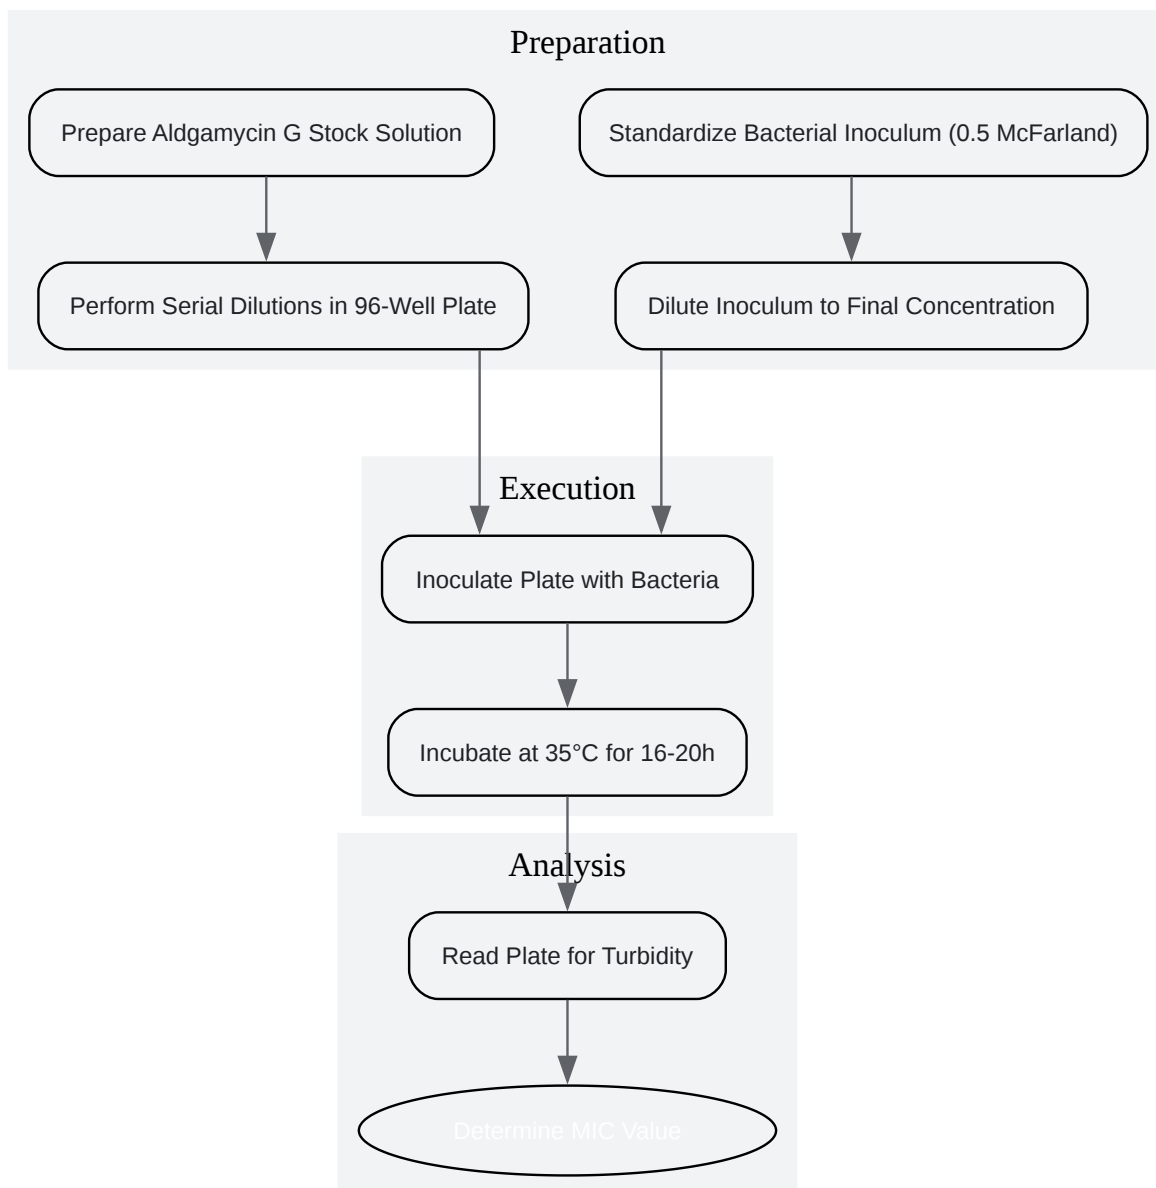 Preparation
Prepare Aldgamycin G Stock Solution
Standardize Bacterial Inoculum (0.5 McFarland)
Perform Serial Dilutions in 96-Well Plate
Dilute Inoculum to Final Concentration
Execution
Inoculate Plate with Bacteria
Incubate at 35°C for 16-20h
Analysis
Read Plate for Turbidity
Determine MIC Value